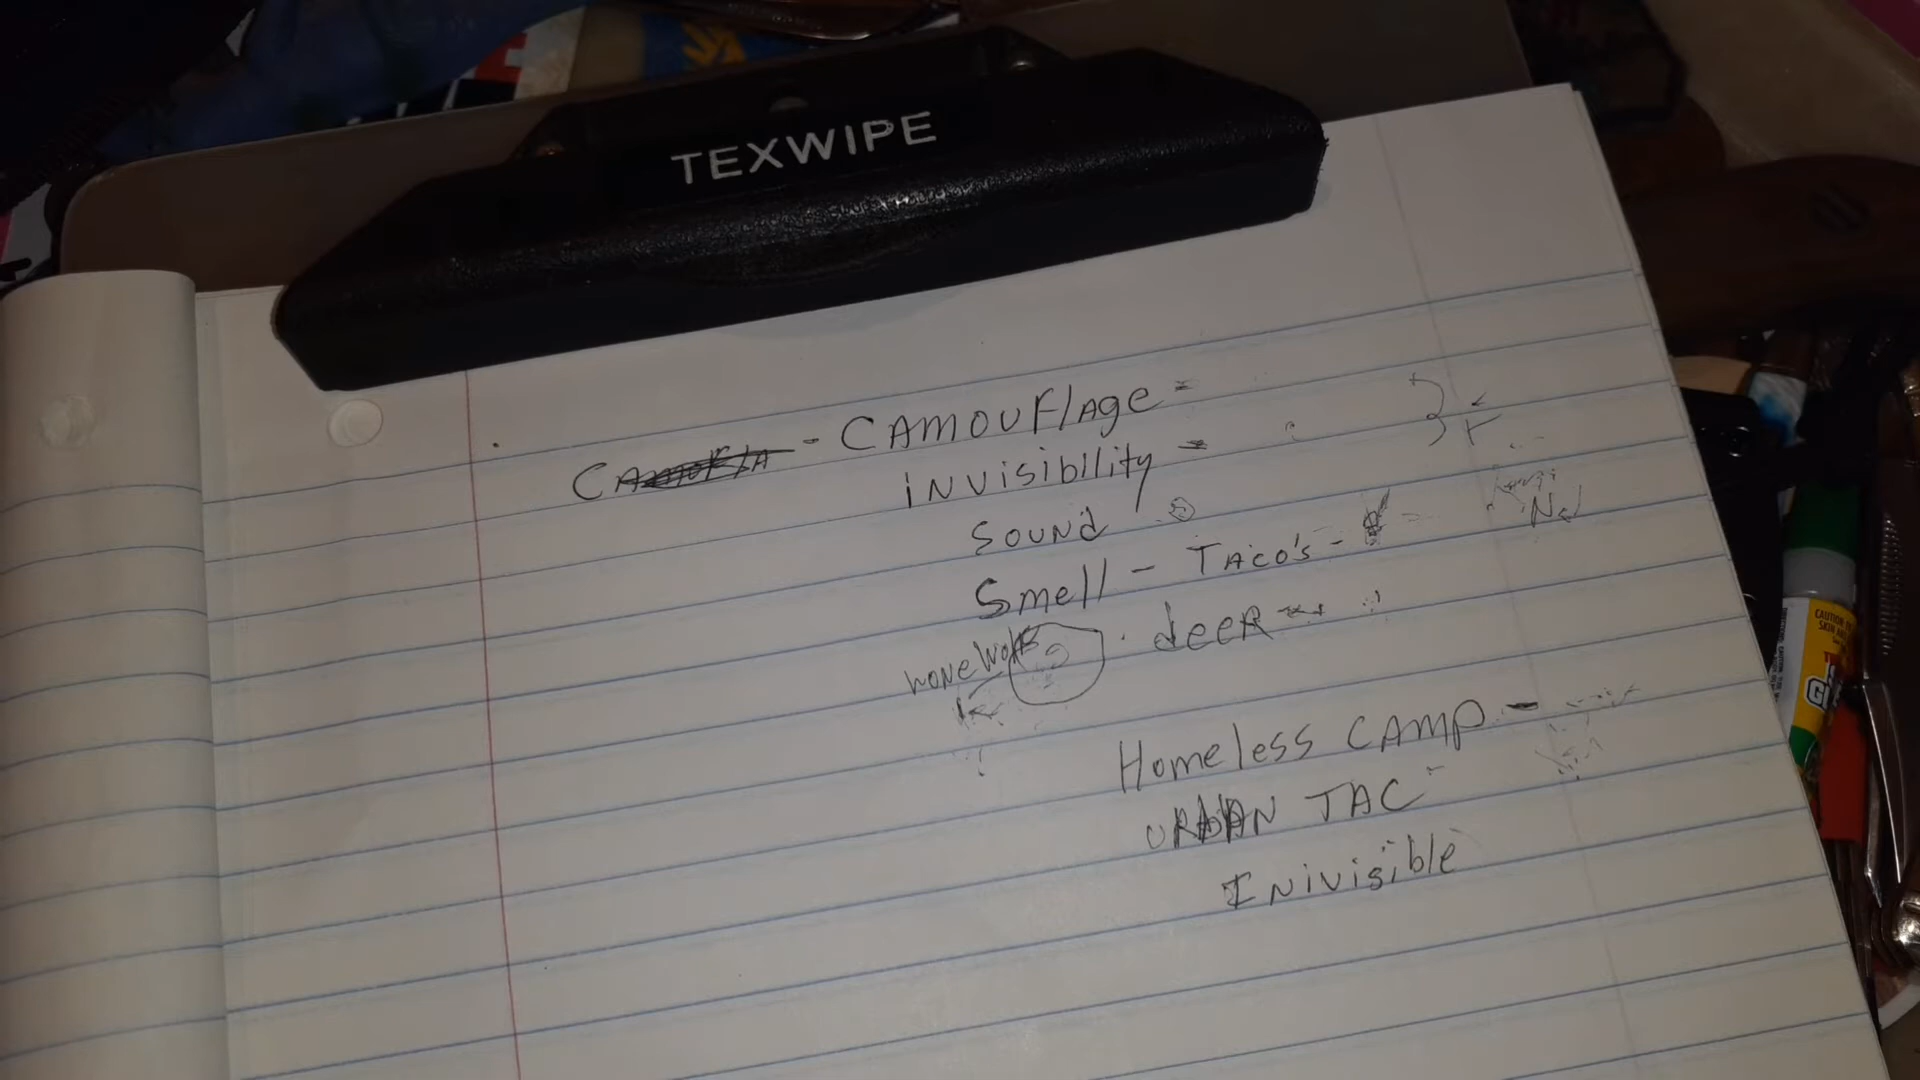 TEXWIPE
- CAMOUFlAge -
iNVisibility -
SOUNd
Smell - TACo's -
deeR -
Homeless CAMP -
URbAN TAC -
INiVisible